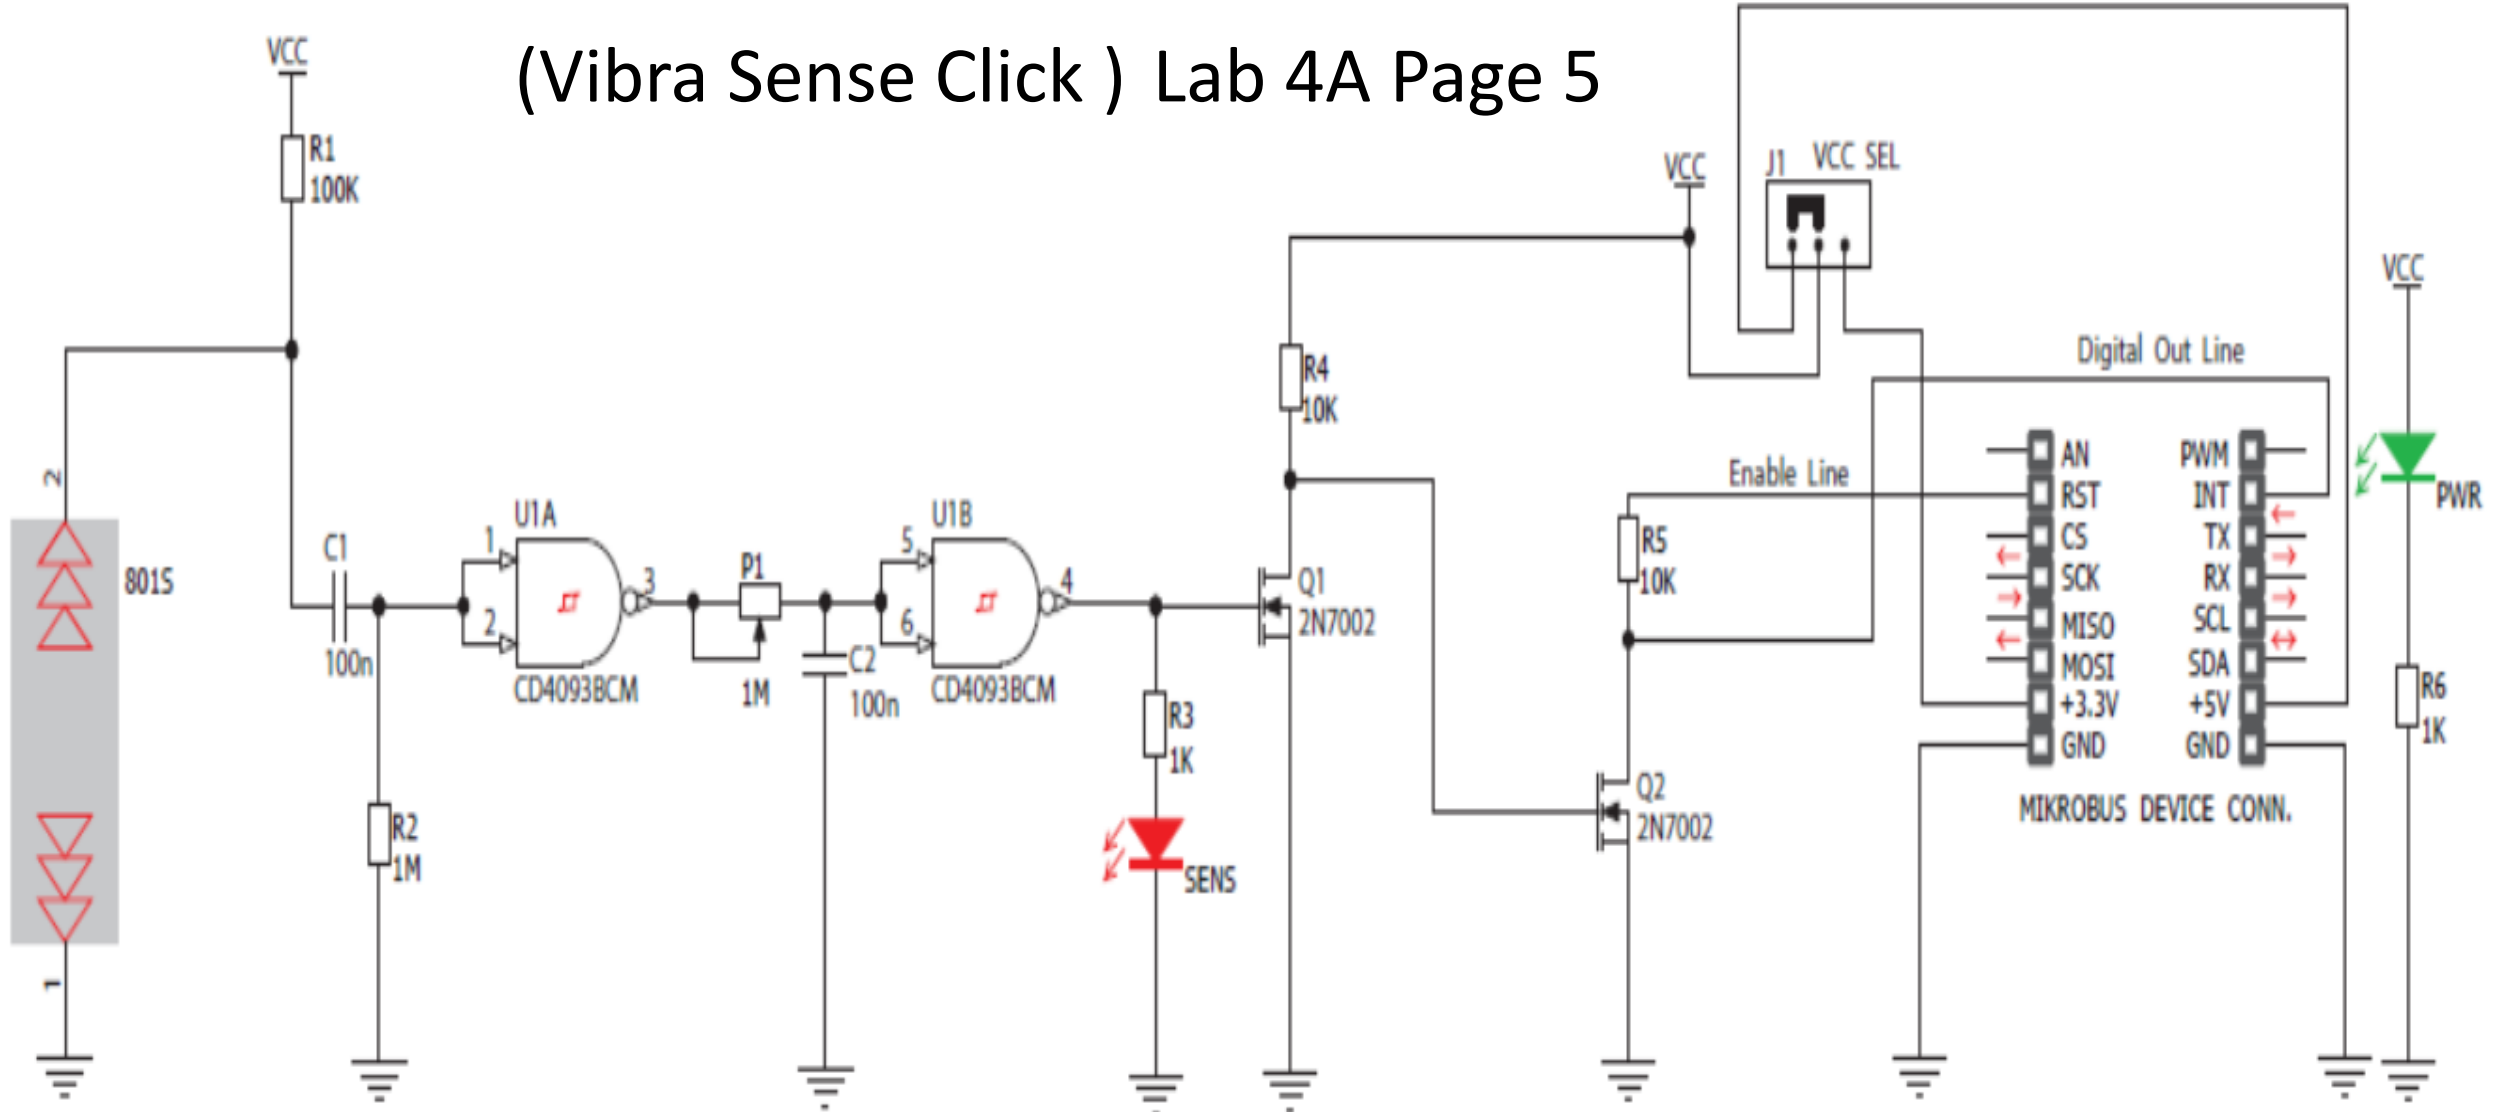 (Vibra Sense Click ) Lab 4A Page 5
VCC
R1
100K
2
801S
1
C1
100n
R2
1M
1
2
U1A
3
CD4093BCM
P1
1M
C2
100n
5
6
U1B
4
CD4093BCM
R3
1K
SENS
R4
10K
Q1
2N7002
VCC
J1
VCC SEL
Enable Line
R5
10K
Q2
2N7002
Digital Out Line
AN
RST
CS
SCK
MISO
MOSI
+3.3V
GND
PWM
INT
TX
RX
SCL
SDA
+5V
GND
MIKROBUS DEVICE CONN.
VCC
PWR
R6
1K